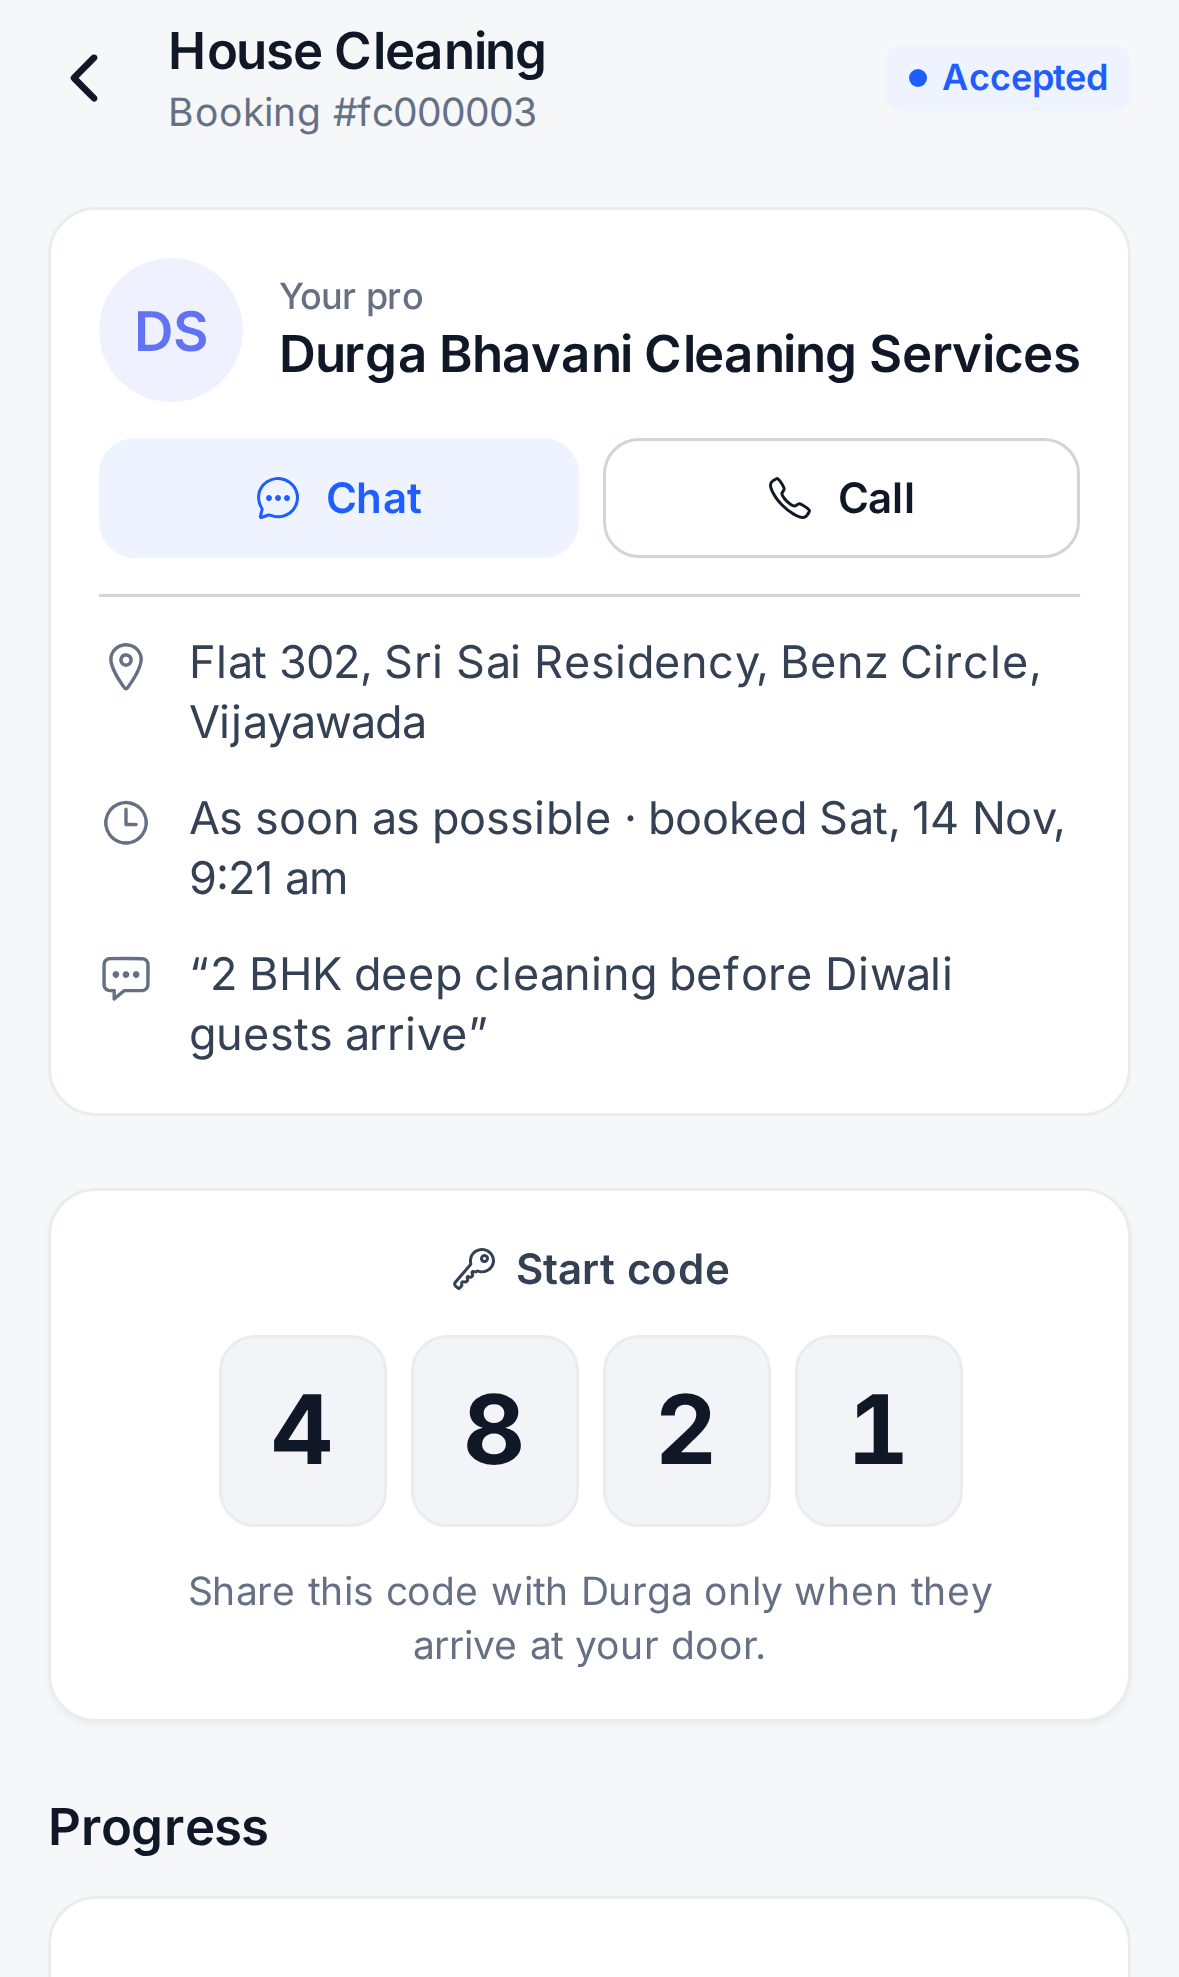 House Cleaning
Booking #fc000003
Accepted
DS
Your pro
Durga Bhavani Cleaning Services
Chat
Call
Flat 302, Sri Sai Residency, Benz Circle,
Vijayawada
As soon as possible · booked Sat, 14 Nov,
9:21 am
“2 BHK deep cleaning before Diwali
guests arrive”
Start code
4 8 2 1
Share this code with Durga only when they
arrive at your door.
Progress